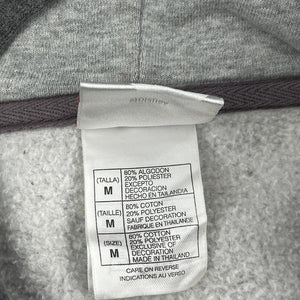 ©Disney
(TALLA) M
80% ALGODON
20% POLIESTER
EXCEPTO
DECORACION
HECHO EN TAILANDIA
(TAILLE) M
80% COTON
20% POLYESTER
SAUF DECORATION
FABRIQUE EN THAILANDE
(SIZE) M
80% COTTON
20% POLYESTER
EXCLUSIVE OF
DECORATION
MADE IN THAILAND
CARE ON REVERSE
INDICATIONS AU VERSO